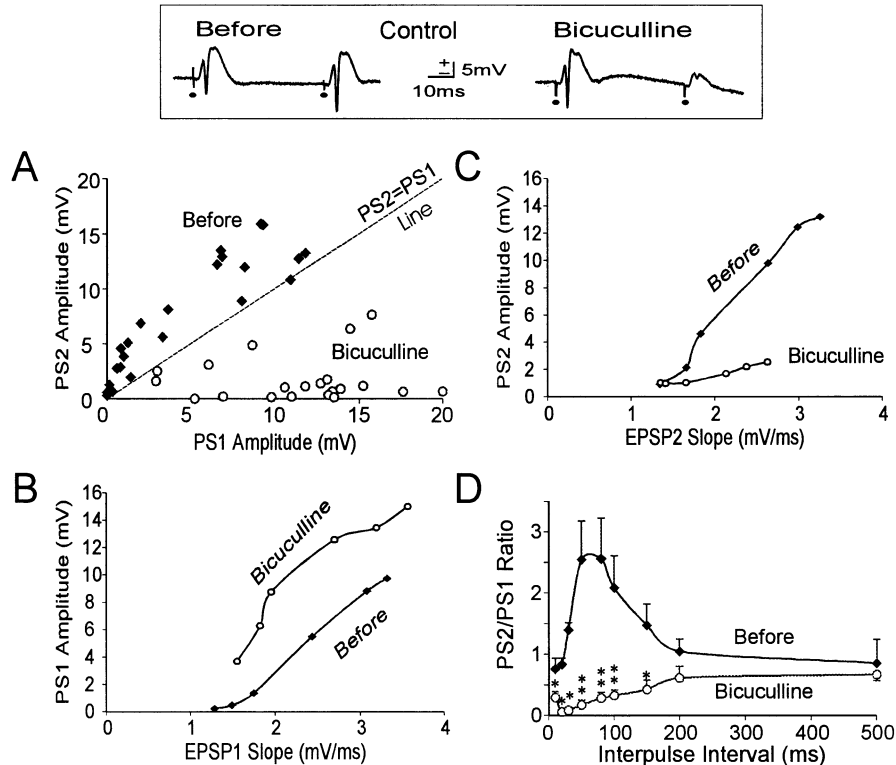 Before Control Bicuculline
+
− 5mV
10ms
A
20
15
10
5
0
PS2 Amplitude (mV)
Before
PS2=PS1
Line
Bicuculline
0 5 10 15 20
PS1 Amplitude (mV)
C
16
14
12
10
8
6
4
2
0
PS2 Amplitude (mV)
Before
Bicuculline
0 1 2 3 4
EPSP2 Slope (mV/ms)
B
16
14
12
10
8
6
4
2
0
PS1 Amplitude (mV)
Bicuculline
Before
0 1 2 3 4
EPSP1 Slope (mV/ms)
D
3
2
1
0
PS2/PS1 Ratio
Before
* * * * * * * * * *
Bicuculline
0 100 200 300 400 500
Interpulse Interval (ms)